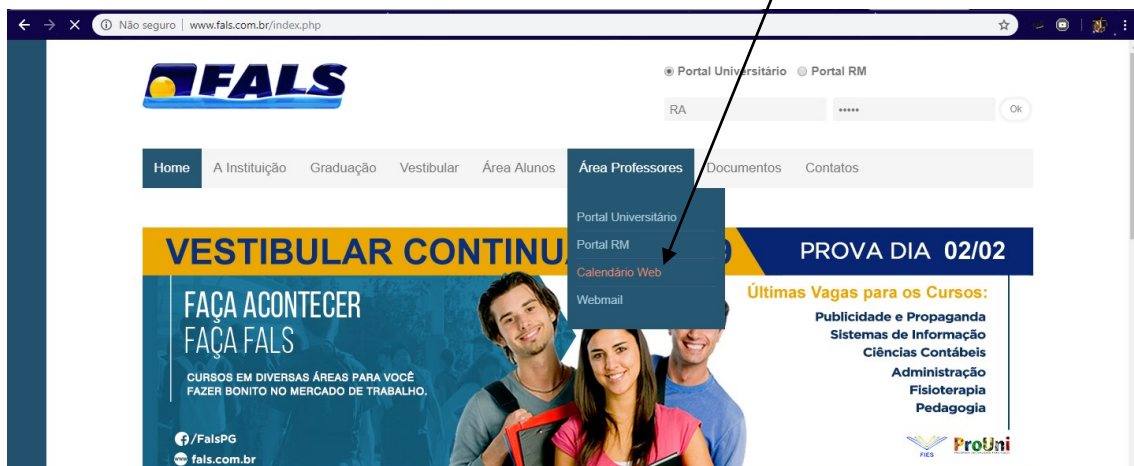 Não seguro | www.fals.com.br/index.php
FALS
Portal Universitário Portal RM
RA ••••• Ok
Home A Instituição Graduação Vestibular Área Alunos Área Professores Documentos Contatos
Portal Universitário
Portal RM
Calendário Web
Webmail
VESTIBULAR CONTINU
PROVA DIA 02/02
FAÇA ACONTECER
FAÇA FALS
CURSOS EM DIVERSAS ÁREAS PARA VOCÊ
FAZER BONITO NO MERCADO DE TRABALHO.
/FalsPG
fals.com.br
Últimas Vagas para os Cursos:
Publicidade e Propaganda
Sistemas de Informação
Ciências Contábeis
Administração
Fisioterapia
Pedagogia
FIES
ProUni